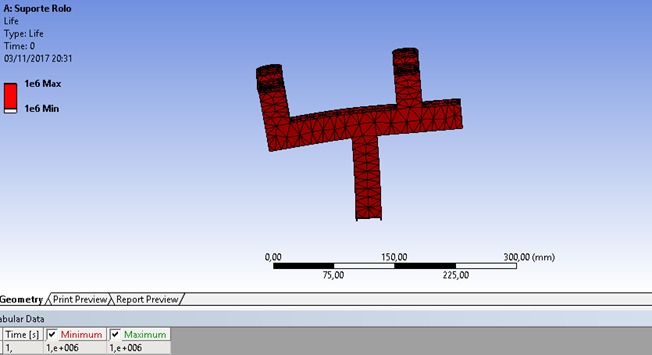 A: Suporte Rolo
Life
Type: Life
Time: 0
03/11/2017 20:31
1e6 Max
1e6 Min
0,00 150,00 300,00 (mm)
75,00 225,00
Geometry Print Preview Report Preview
abular Data
Time [s] Minimum Maximum
1, 1,e+006 1,e+006